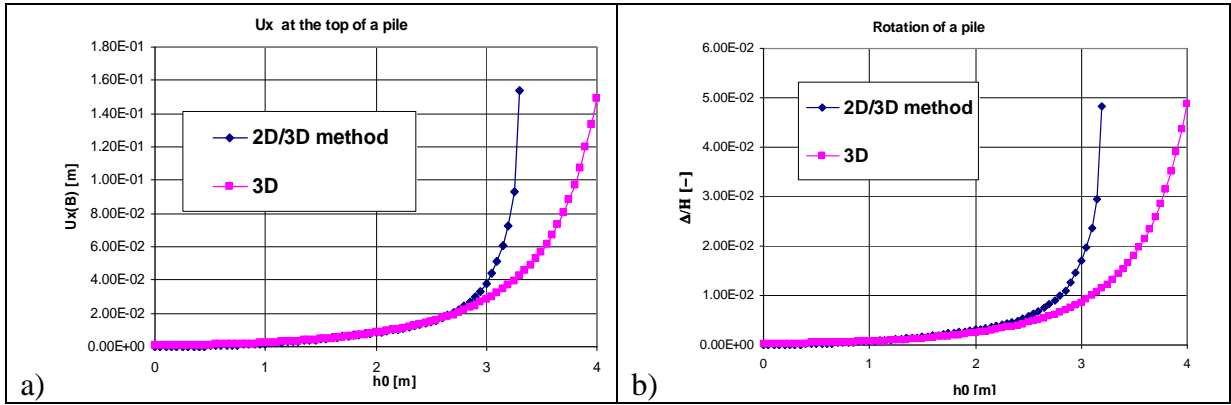 Ux at the top of a pile
1.80E-01
1.60E-01
1.40E-01
1.20E-01
1.00E-01
8.00E-02
6.00E-02
4.00E-02
2.00E-02
0.00E+00
Ux(B) [m]
2D/3D method
3D
0 1 2 3 4
h0 [m]
a)
Rotation of a pile
6.00E-02
5.00E-02
4.00E-02
3.00E-02
2.00E-02
1.00E-02
0.00E+00
Δ/H [−]
2D/3D method
3D
0 1 2 3 4
h0 [m]
b)